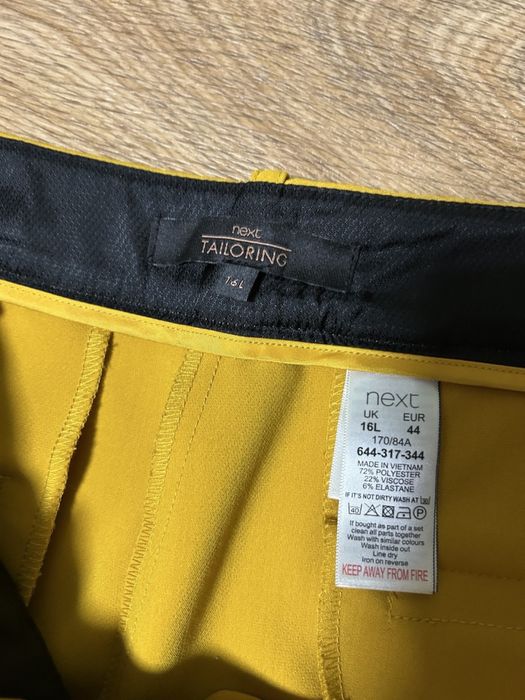 next
TAILORING
16L
next
UK EUR
16L 44
170/84A
644-317-344
MADE IN VIETNAM
72% POLYESTER
22% VISCOSE
6% ELASTANE
IF IT'S NOT DIRTY WASH AT 30
40
If bought as part of a set
clean all parts together
Wash with similar colours
Wash inside out
Line dry
Iron on reverse
KEEP AWAY FROM FIRE